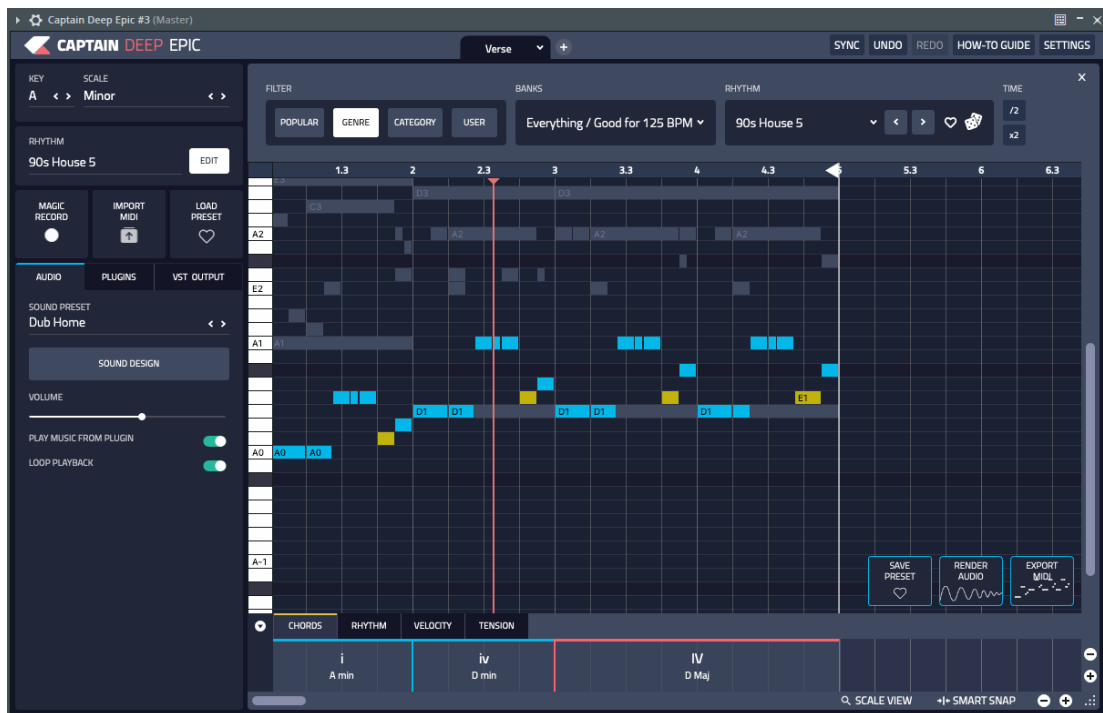 Captain Deep Epic #3 (Master)
CAPTAIN DEEP EPIC
Verse
SYNC UNDO REDO HOW-TO GUIDE SETTINGS
KEY SCALE
A Minor
RHYTHM
90s House 5 EDIT
MAGIC RECORD
IMPORT MIDI
LOAD PRESET
AUDIO PLUGINS VST OUTPUT
SOUND PRESET
Dub Home
SOUND DESIGN
VOLUME
PLAY MUSIC FROM PLUGIN
LOOP PLAYBACK
FILTER BANKS RHYTHM TIME
POPULAR GENRE CATEGORY USER Everything / Good for 125 BPM 90s House 5 /2
x2
1.3 2 2.3 3 3.3 4 4.3 5 5.3 6 6.3
E3
D3 D3
C3
A2 A2 A2 A2
E2
A1 A1
E1
D1 D1 D1 D1 D1
A0 A0 A0
A-1
SAVE PRESET
RENDER AUDIO
EXPORT MIDI
CHORDS RHYTHM VELOCITY TENSION
i iv IV
A min D min D Maj
SCALE VIEW SMART SNAP